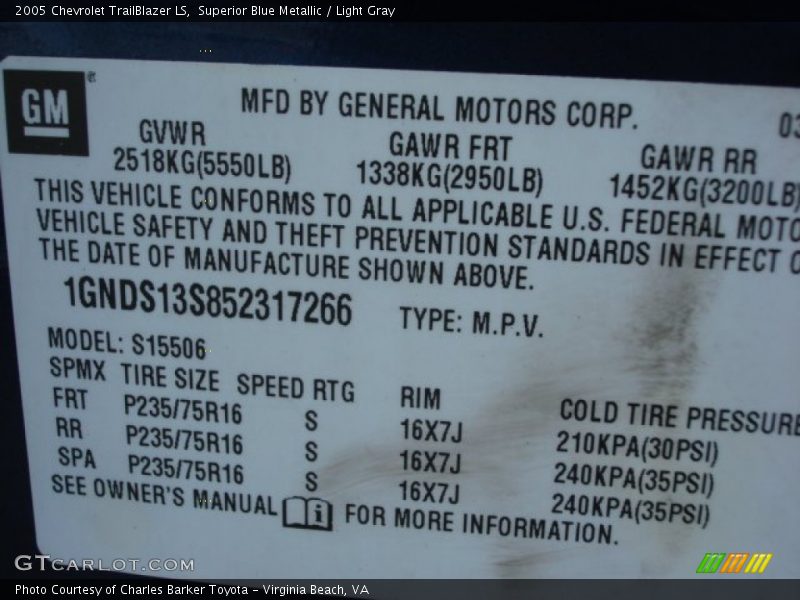 2005 Chevrolet TrailBlazer LS, Superior Blue Metallic / Light Gray
GM
MFD BY GENERAL MOTORS CORP.
03
GVWR GAWR FRT GAWR RR
2518KG(5550LB) 1338KG(2950LB) 1452KG(3200LB)
THIS VEHICLE CONFORMS TO ALL APPLICABLE U.S. FEDERAL MOTO
VEHICLE SAFETY AND THEFT PREVENTION STANDARDS IN EFFECT O
THE DATE OF MANUFACTURE SHOWN ABOVE.
1GNDS13S852317266 TYPE: M.P.V.
MODEL: S15506
SPMX TIRE SIZE SPEED RTG RIM COLD TIRE PRESSURE
FRT P235/75R16 S 16X7J 210KPA(30PSI)
RR P235/75R16 S 16X7J 240KPA(35PSI)
SPA P235/75R16 S 16X7J 240KPA(35PSI)
SEE OWNER'S MANUAL i FOR MORE INFORMATION.
GTcarlot.com
Photo Courtesy of Charles Barker Toyota - Virginia Beach, VA